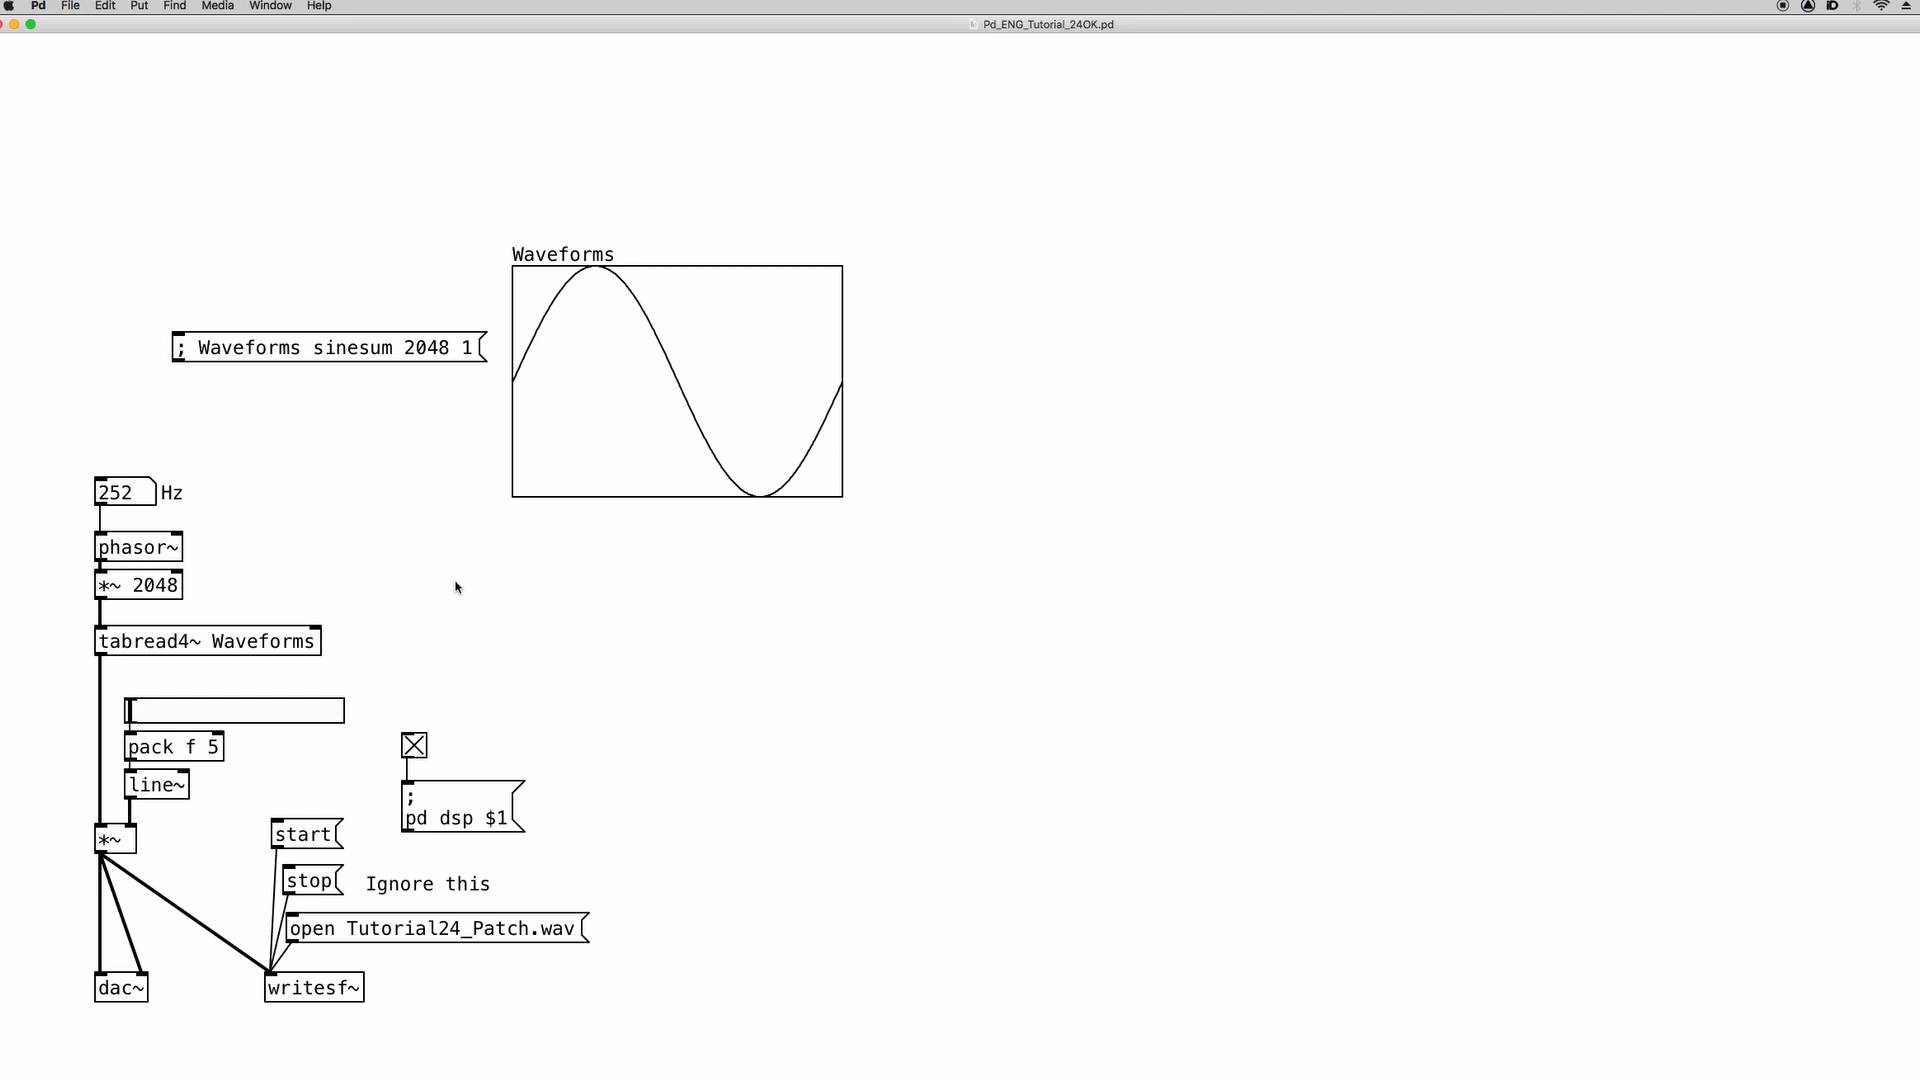 Pd File Edit Put Find Media Window Help
Pd_ENG_Tutorial_24OK.pd
Waveforms
; Waveforms sinesum 2048 1
252 Hz
phasor~
*~ 2048
tabread4~ Waveforms
pack f 5
line~
*~
;
pd dsp $1
start
stop
Ignore this
open Tutorial24_Patch.wav
dac~
writesf~